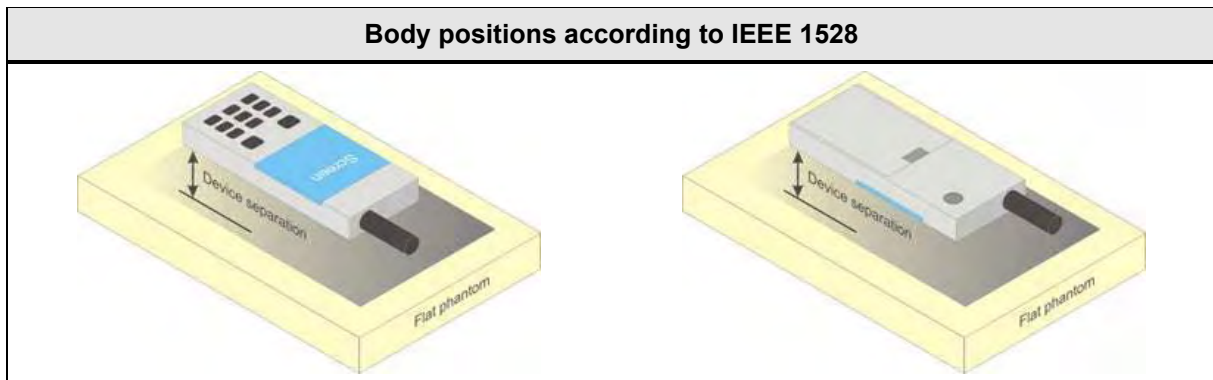 Body positions according to IEEE 1528
Screen
Device separation
Flat phantom
Device separation
Flat phantom